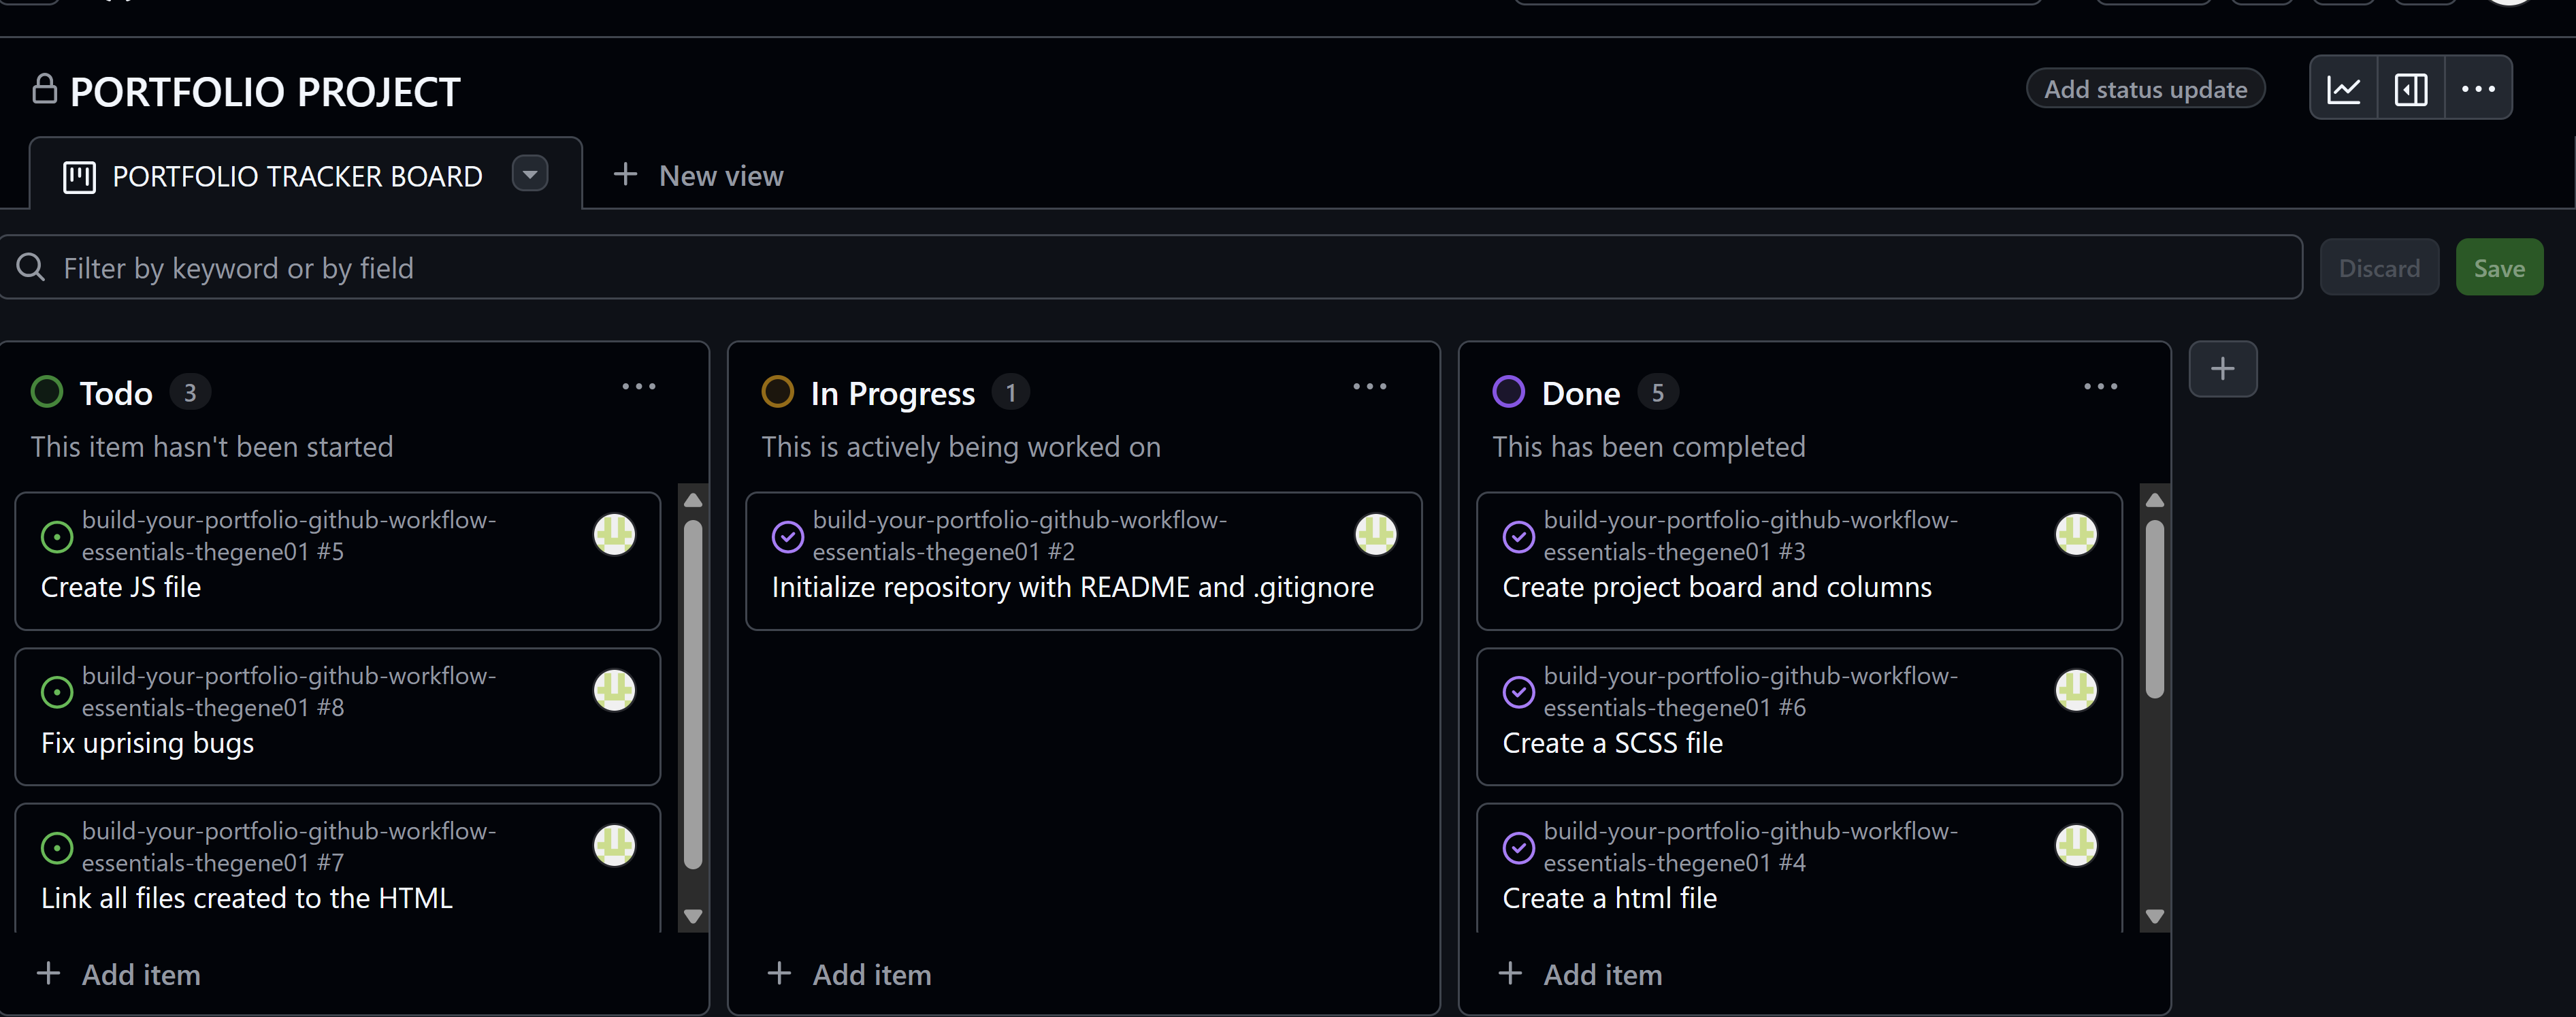 PORTFOLIO PROJECT
Add status update
PORTFOLIO TRACKER BOARD
New view
Filter by keyword or by field
Discard
Save
Todo 3
This item hasn't been started
build-your-portfolio-github-workflow-
essentials-thegene01 #5
Create JS file
build-your-portfolio-github-workflow-
essentials-thegene01 #8
Fix uprising bugs
build-your-portfolio-github-workflow-
essentials-thegene01 #7
Link all files created to the HTML
Add item
In Progress 1
This is actively being worked on
build-your-portfolio-github-workflow-
essentials-thegene01 #2
Initialize repository with README and .gitignore
Add item
Done 5
This has been completed
build-your-portfolio-github-workflow-
essentials-thegene01 #3
Create project board and columns
build-your-portfolio-github-workflow-
essentials-thegene01 #6
Create a SCSS file
build-your-portfolio-github-workflow-
essentials-thegene01 #4
Create a html file
Add item